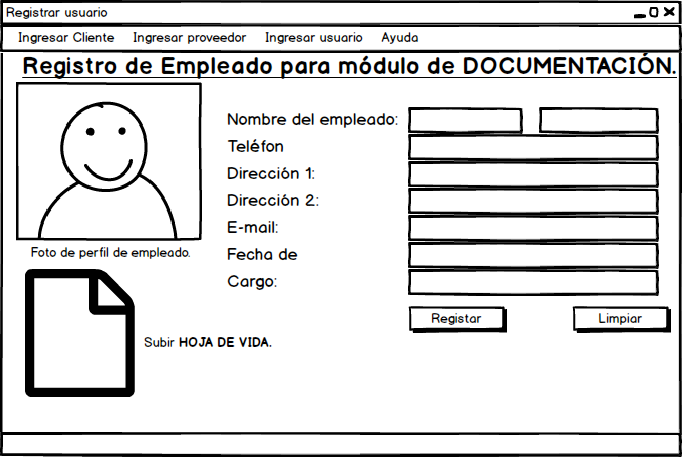 Registrar usuario
Ingresar Cliente Ingresar proveedor Ingresar usuario Ayuda
Registro de Empleado para módulo de DOCUMENTACIÓN.
Nombre del empleado:
Teléfon
Dirección 1:
Dirección 2:
E-mail:
Foto de perfil de empleado.
Fecha de
Cargo:
Registar Limpiar
Subir HOJA DE VIDA.